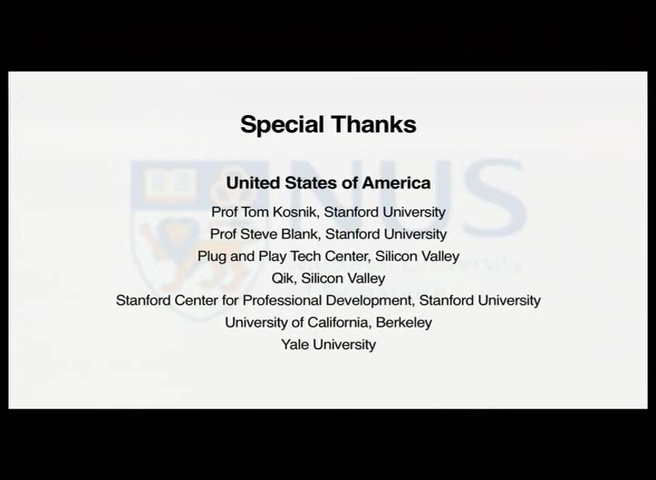 Special Thanks
United States of America
Prof Tom Kosnik, Stanford University
Prof Steve Blank, Stanford University
Plug and Play Tech Center, Silicon Valley
Qik, Silicon Valley
Stanford Center for Professional Development, Stanford University
University of California, Berkeley
Yale University
NUS